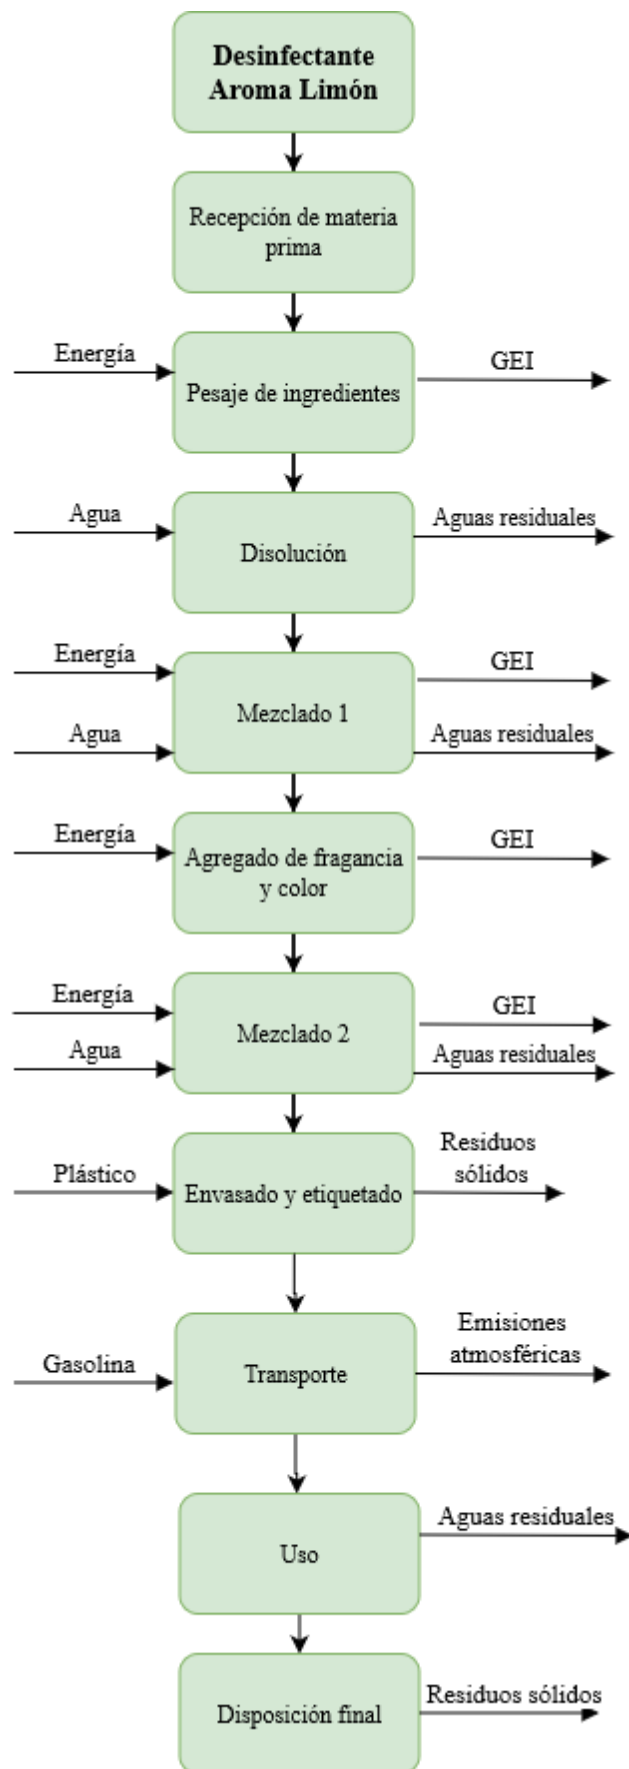 Desinfectante
Aroma Limón
Recepción de materia
prima
Energía
Pesaje de ingredientes
GEI
Agua
Disolución
Aguas residuales
Energía
GEI
Mezclado 1
Agua
Aguas residuales
Energía
Agregado de fragancia
y color
GEI
Energía
GEI
Mezclado 2
Agua
Aguas residuales
Plástico
Envasado y etiquetado
Residuos
sólidos
Gasolina
Transporte
Emisiones
atmosféricas
Uso
Aguas residuales
Disposición final
Residuos sólidos